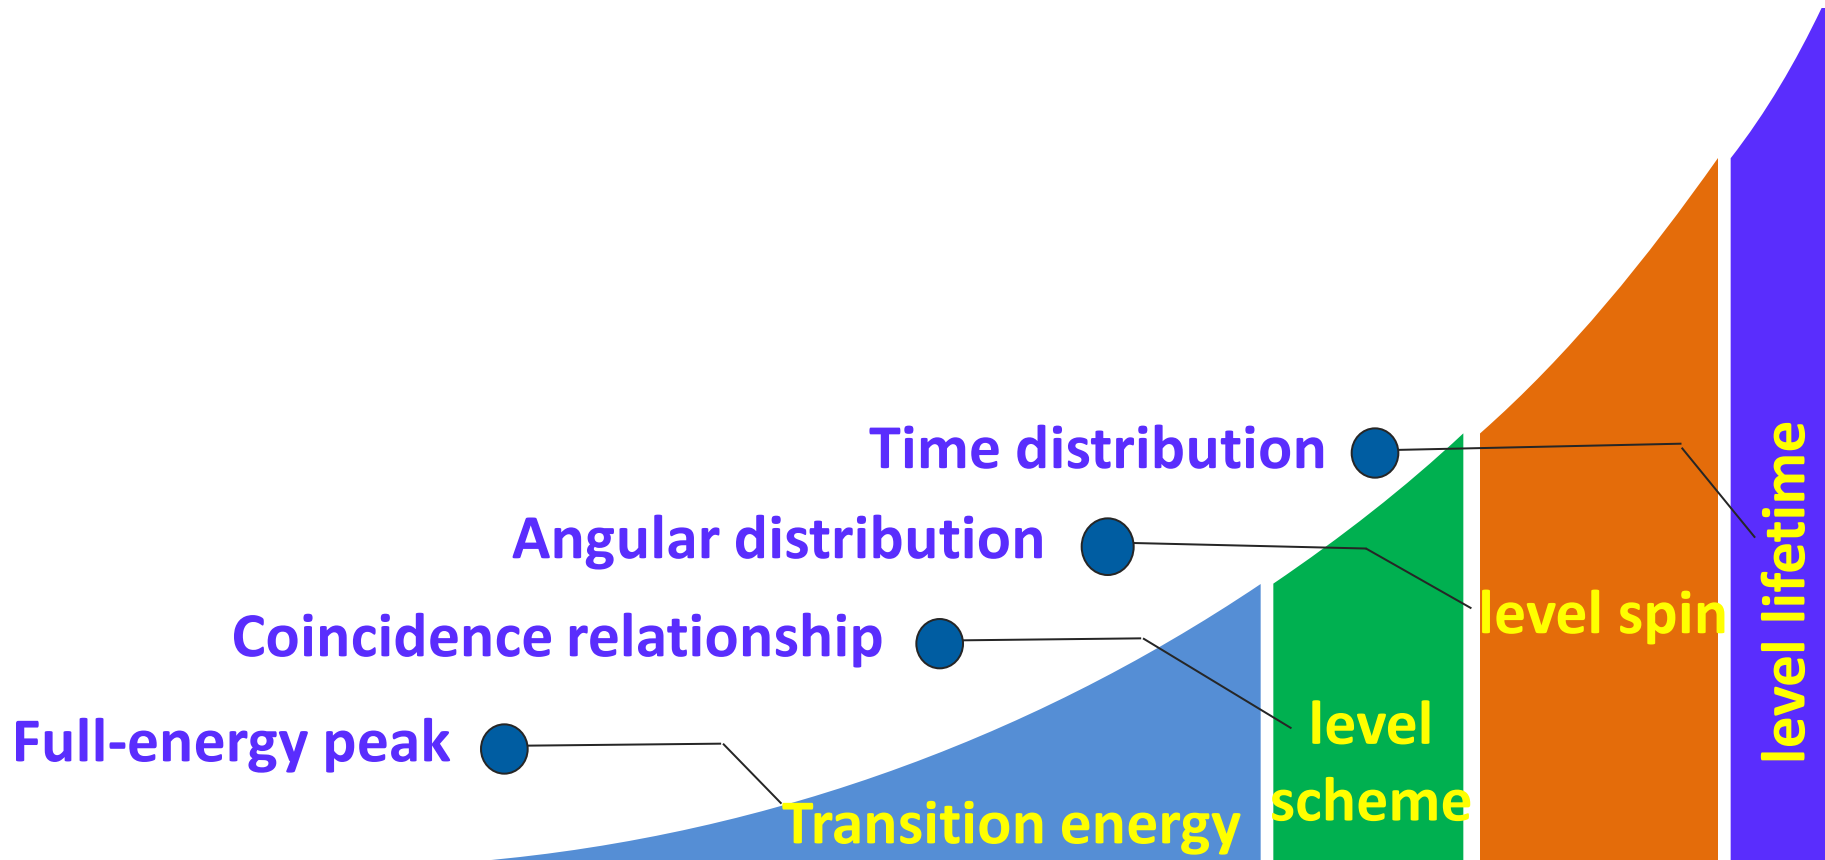 Time distribution
Angular distribution
Coincidence relationship
Full-energy peak
Transition energy
level
scheme
level spin
level lifetime